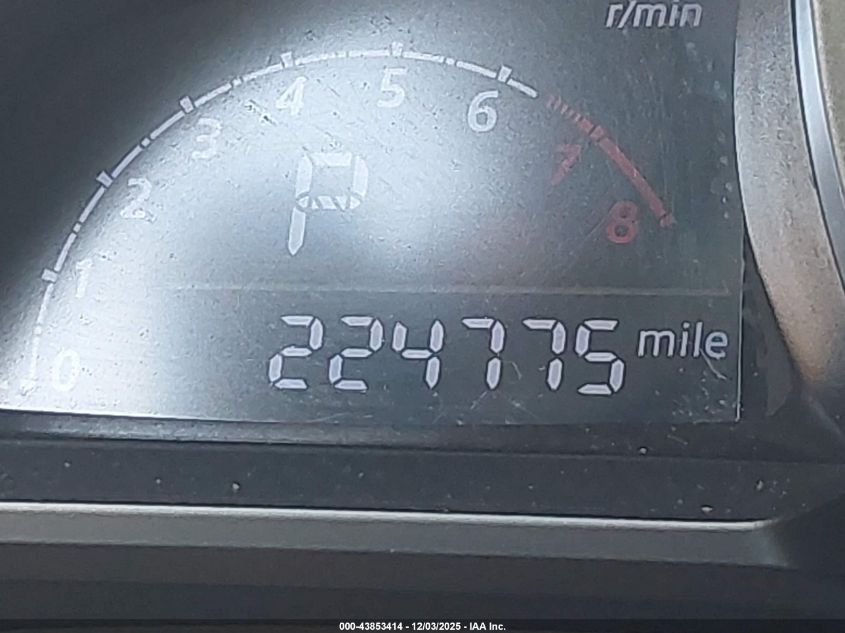 r/min
0 1 2 3 4 5 6 7 8
P
224775 mile
000-43853414 - 12/03/2025 - IAA Inc.